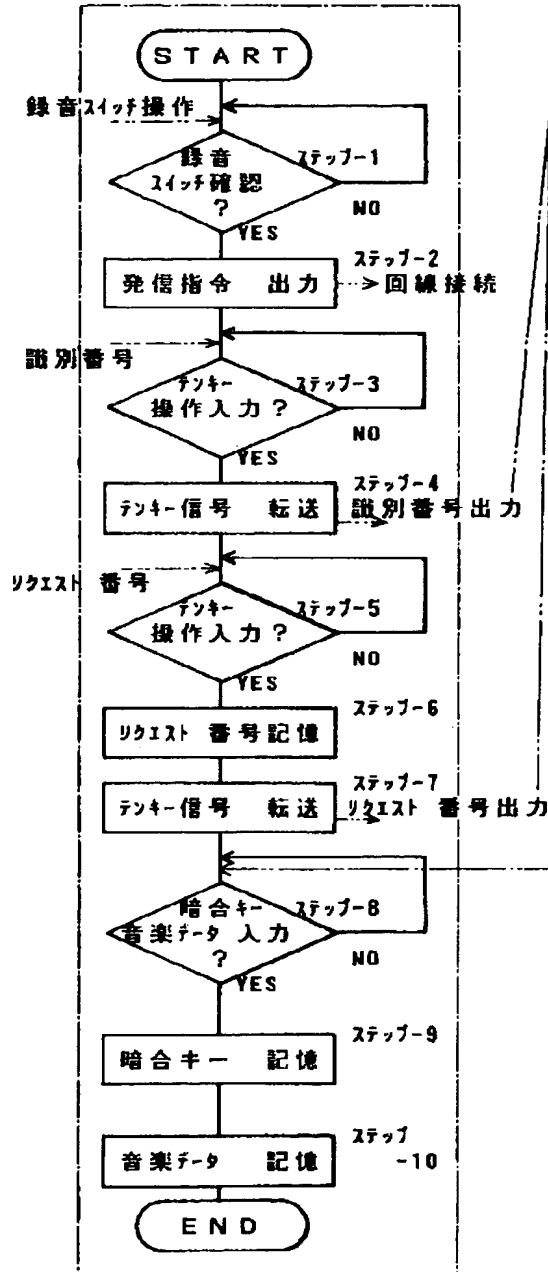 START
録音スイッチ操作
録音 ステップ-1
スイッチ確認
?
NO
YES
ステップ-2
発信指令 出力
回線接続
識別番号
テンキー ステップ-3
操作入力?
NO
YES
ステップ-4
テンキー信号 転送
識別番号出力
リクエスト 番号
テンキー ステップ-5
操作入力?
NO
YES
ステップ-6
リクエスト 番号記憶
ステップ-7
テンキー信号 転送
リクエスト 番号出力
暗合キー ステップ-8
音楽データ 入力
?
NO
YES
ステップ-9
暗合キー 記憶
ステップ
-10
音楽データ 記憶
END